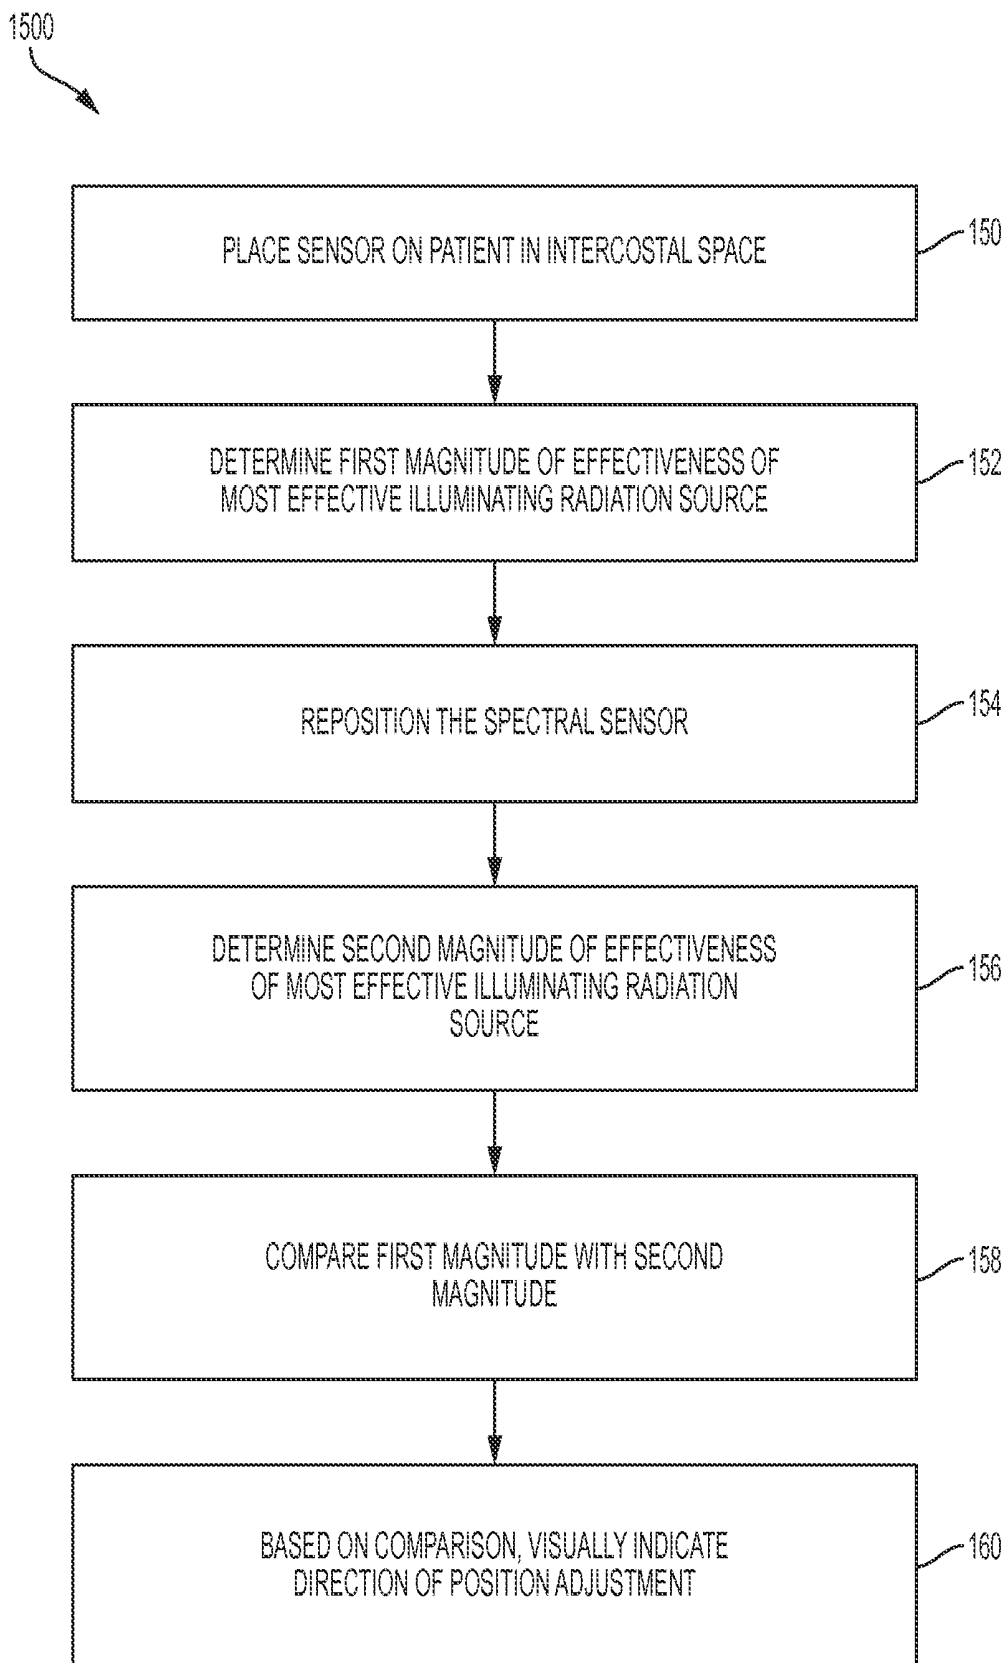 1500
PLACE SENSOR ON PATIENT IN INTERCOSTAL SPACE
150
DETERMINE FIRST MAGNITUDE OF EFFECTIVENESS OF
MOST EFFECTIVE ILLUMINATING RADIATION SOURCE
152
REPOSITION THE SPECTRAL SENSOR
154
DETERMINE SECOND MAGNITUDE OF EFFECTIVENESS
OF MOST EFFECTIVE ILLUMINATING RADIATION
SOURCE
156
COMPARE FIRST MAGNITUDE WITH SECOND
MAGNITUDE
158
BASED ON COMPARISON, VISUALLY INDICATE
DIRECTION OF POSITION ADJUSTMENT
160